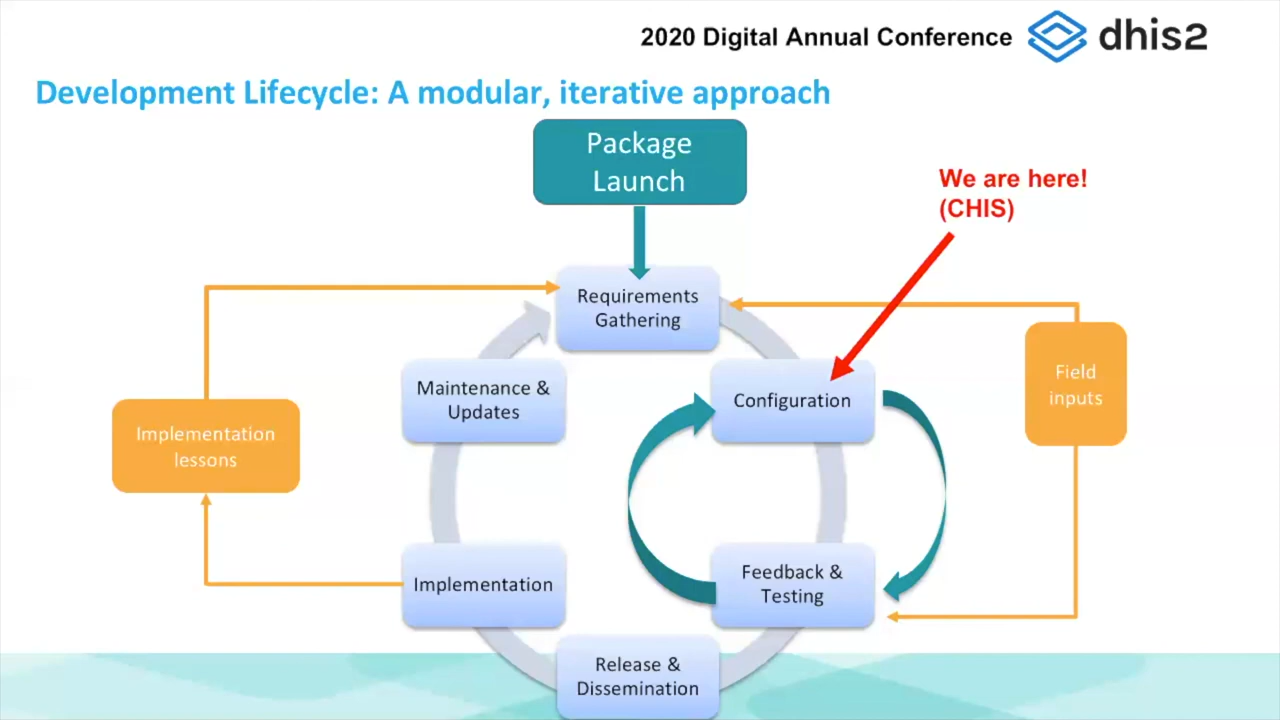 2020 Digital Annual Conference
dhis2
Development Lifecycle: A modular, iterative approach
Package
Launch
We are here!
(CHIS)
Requirements
Gathering
Field
inputs
Maintenance &
Updates
Configuration
Implementation
lessons
Implementation
Feedback &
Testing
Release &
Dissemination